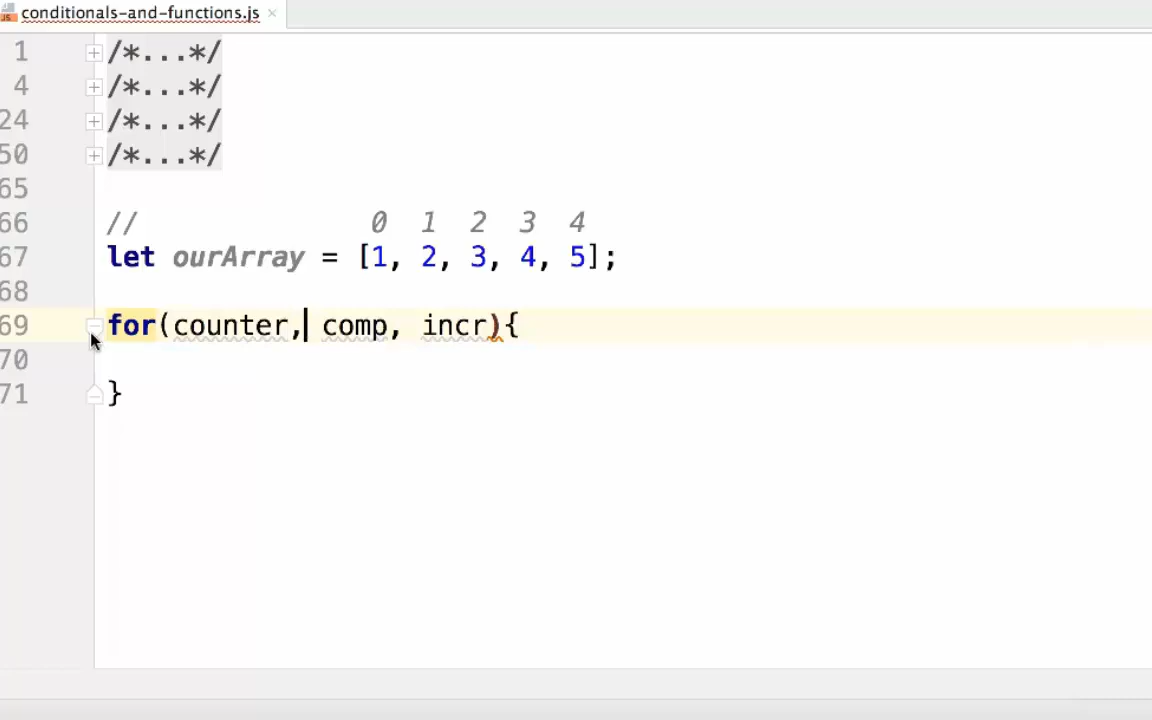 conditionals-and-functions.js ×
1 /*...*/
4 /*...*/
24 /*...*/
50 /*...*/
65
66 // 0 1 2 3 4
67 let ourArray = [1, 2, 3, 4, 5];
68
69 for(counter, comp, incr){
70
71 }